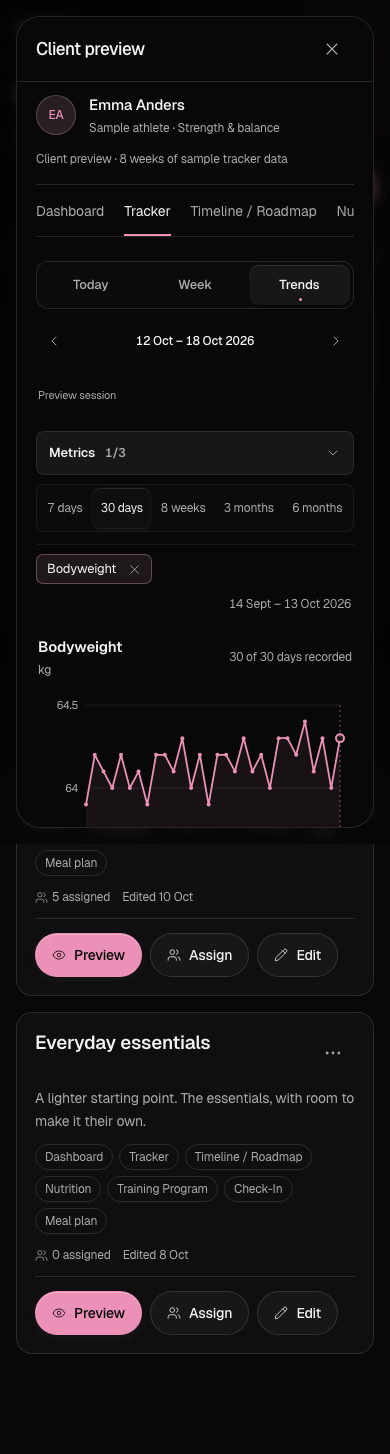 Client preview
EA
Emma Anders
Sample athlete · Strength & balance
Client preview · 8 weeks of sample tracker data
Dashboard Tracker Timeline / Roadmap Nu
Today Week Trends
12 Oct – 18 Oct 2026
Preview session
Metrics 1/3
7 days 30 days 8 weeks 3 months 6 months
Bodyweight
14 Sept – 13 Oct 2026
Bodyweight
30 of 30 days recorded
kg
64.5
64
Meal plan
5 assigned Edited 10 Oct
Preview Assign Edit
Everyday essentials
A lighter starting point. The essentials, with room to
make it their own.
Dashboard Tracker Timeline / Roadmap
Nutrition Training Program Check-In
Meal plan
0 assigned Edited 8 Oct
Preview Assign Edit